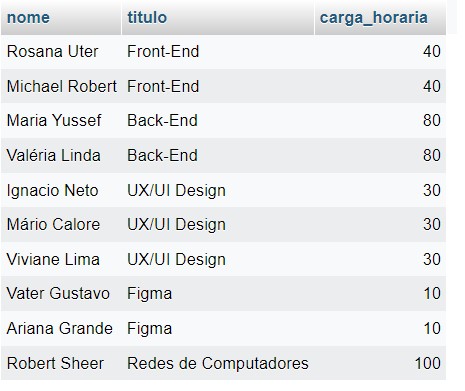 nome titulo carga_horaria
Rosana Uter Front-End 40
Michael Robert Front-End 40
Maria Yussef Back-End 80
Valéria Linda Back-End 80
Ignacio Neto UX/UI Design 30
Mário Calore UX/UI Design 30
Viviane Lima UX/UI Design 30
Vater Gustavo Figma 10
Ariana Grande Figma 10
Robert Sheer Redes de Computadores 100